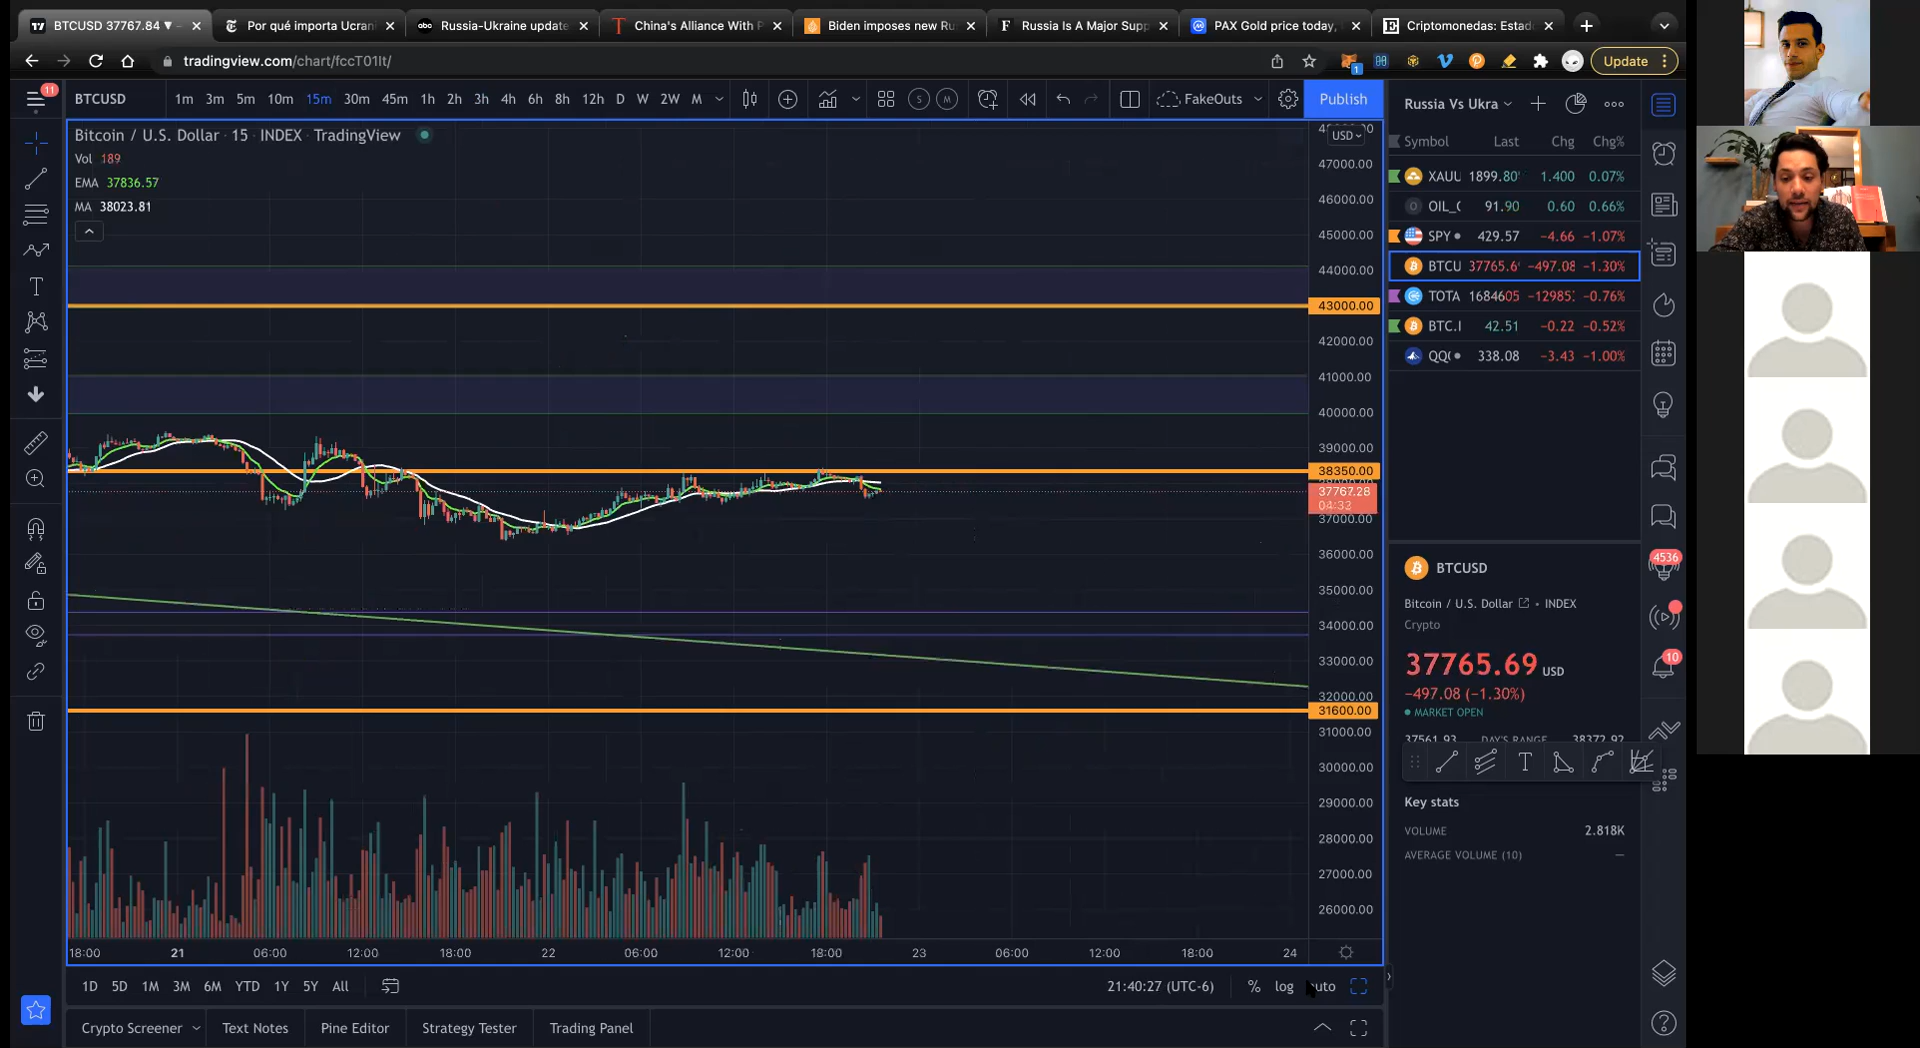 BTCUSD 37767.84 ▼ −
Por qué importa Ucran
Russia-Ukraine update
China's Alliance With P
Biden imposes new Ru
Russia Is A Major Supp
PAX Gold price today,
Criptomonedas: Estad
tradingview.com/chart/fccT01It/
Update
11
BTCUSD
1m 3m 5m 10m 15m 30m 45m 1h 2h 3h 4h 6h 8h 12h D W 2W M
FakeOuts
Publish
Bitcoin / U.S. Dollar · 15 · INDEX · TradingView
Vol 189
EMA 37836.57
MA 38023.81
USD
47000.00
46000.00
45000.00
44000.00
43000.00
42000.00
41000.00
40000.00
39000.00
38350.00
37767.28
04:32
37000.00
36000.00
35000.00
34000.00
33000.00
32000.00
31600.00
31000.00
30000.00
29000.00
28000.00
27000.00
26000.00
18:00 21 06:00 12:00 18:00 22 06:00 12:00 18:00 23 06:00 12:00 18:00 24
1D 5D 1M 3M 6M YTD 1Y 5Y All
21:40:27 (UTC-6) % log auto
Crypto Screener Text Notes Pine Editor Strategy Tester Trading Panel
Russia Vs Ukra
Symbol Last Chg Chg%
XAUU 1899.80 1.400 0.07%
OIL_C 91.90 0.60 0.66%
SPY 429.57 −4.66 −1.07%
BTCU 37765.6 −497.08 −1.30%
TOTA 1684605 −12985 −0.76%
BTC.I 42.51 −0.22 −0.52%
QQ 338.08 −3.43 −1.00%
BTCUSD
Bitcoin / U.S. Dollar • INDEX
Crypto
37765.69 USD
−497.08 (−1.30%)
MARKET OPEN
37561.93 DAY'S RANGE 38372.92
Key stats
VOLUME 2.818K
AVERAGE VOLUME (10) —
4536
10